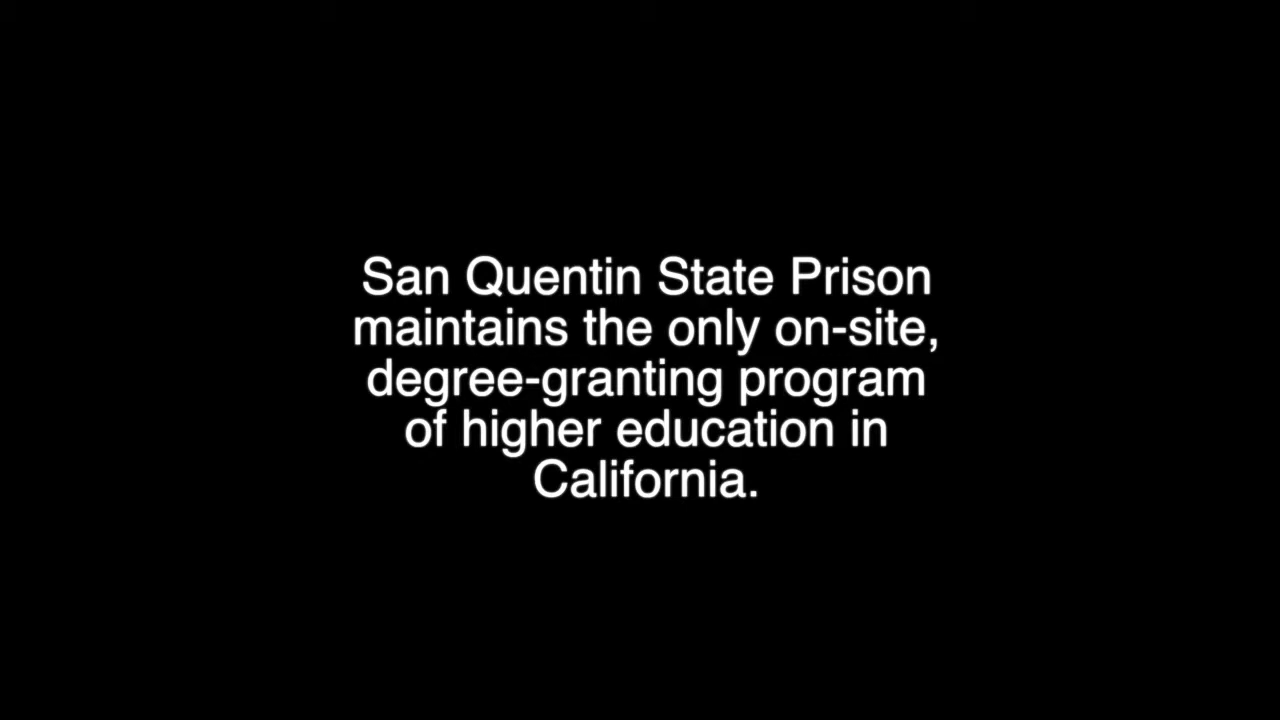 San Quentin State Prison
maintains the only on-site,
degree-granting program
of higher education in
California.